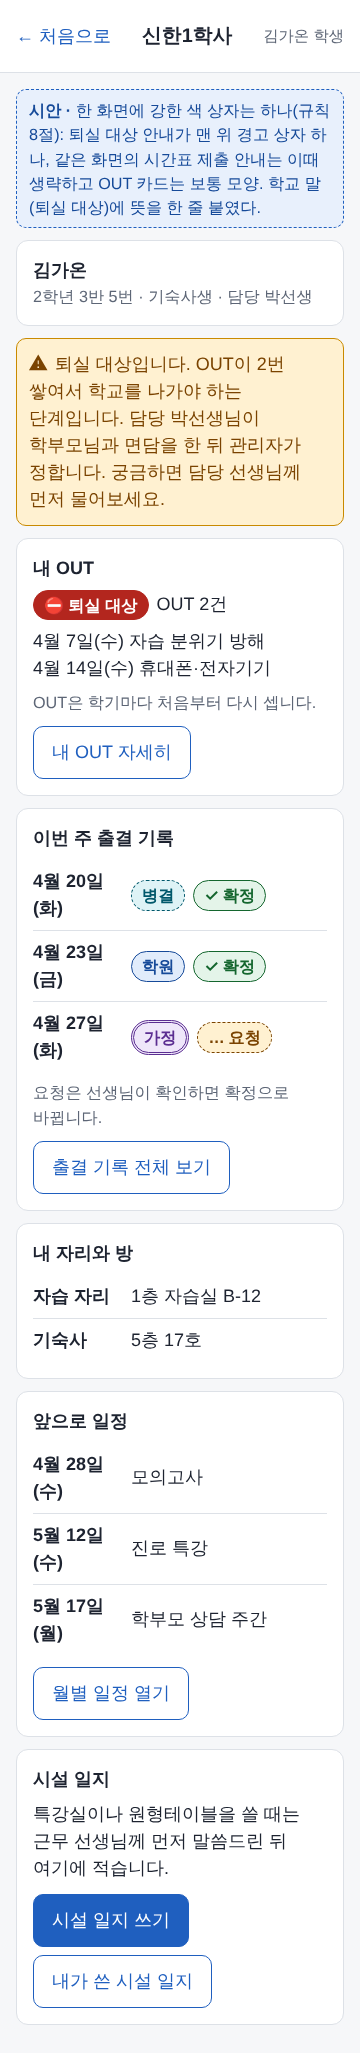 ← 처음으로 신한1학사 김가온 학생
시안 · 한 화면에 강한 색 상자는 하나(규칙
8절): 퇴실 대상 안내가 맨 위 경고 상자 하
나, 같은 화면의 시간표 제출 안내는 이때
생략하고 OUT 카드는 보통 모양. 학교 말
(퇴실 대상)에 뜻을 한 줄 붙였다.
김가온
2학년 3반 5번 · 기숙사생 · 담당 박선생
퇴실 대상입니다. OUT이 2번
쌓여서 학교를 나가야 하는
단계입니다. 담당 박선생님이
학부모님과 면담을 한 뒤 관리자가
정합니다. 궁금하면 담당 선생님께
먼저 물어보세요.
내 OUT
퇴실 대상 OUT 2건
4월 7일(수) 자습 분위기 방해
4월 14일(수) 휴대폰·전자기기
OUT은 학기마다 처음부터 다시 셉니다.
내 OUT 자세히
이번 주 출결 기록
4월 20일
(화)
병결 ✓ 확정
4월 23일
(금)
학원 ✓ 확정
4월 27일
(화)
가정 … 요청
요청은 선생님이 확인하면 확정으로
바뀝니다.
출결 기록 전체 보기
내 자리와 방
자습 자리 1층 자습실 B-12
기숙사 5층 17호
앞으로 일정
4월 28일
(수)
모의고사
5월 12일
(수)
진로 특강
5월 17일
(월)
학부모 상담 주간
월별 일정 열기
시설 일지
특강실이나 원형테이블을 쓸 때는
근무 선생님께 먼저 말씀드린 뒤
여기에 적습니다.
시설 일지 쓰기
내가 쓴 시설 일지